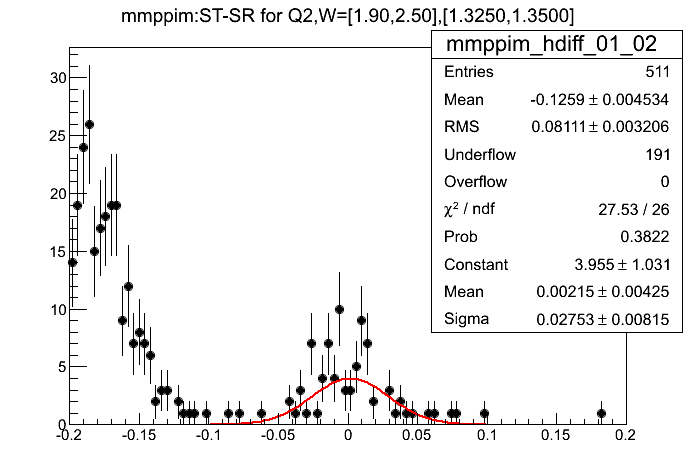 mmppim:ST-SR for Q2,W=[1.90,2.50],[1.3250,1.3500]
mmppim_hdiff_01_02
Entries 511
Mean -0.1259 ± 0.004534
RMS 0.08111 ± 0.003206
Underflow 191
Overflow 0
χ² / ndf 27.53 / 26
Prob 0.3822
Constant 3.955 ± 1.031
Mean 0.00215 ± 0.00425
Sigma 0.02753 ± 0.00815
30
25
20
15
10
5
0
-0.2 -0.15 -0.1 -0.05 0 0.05 0.1 0.15 0.2